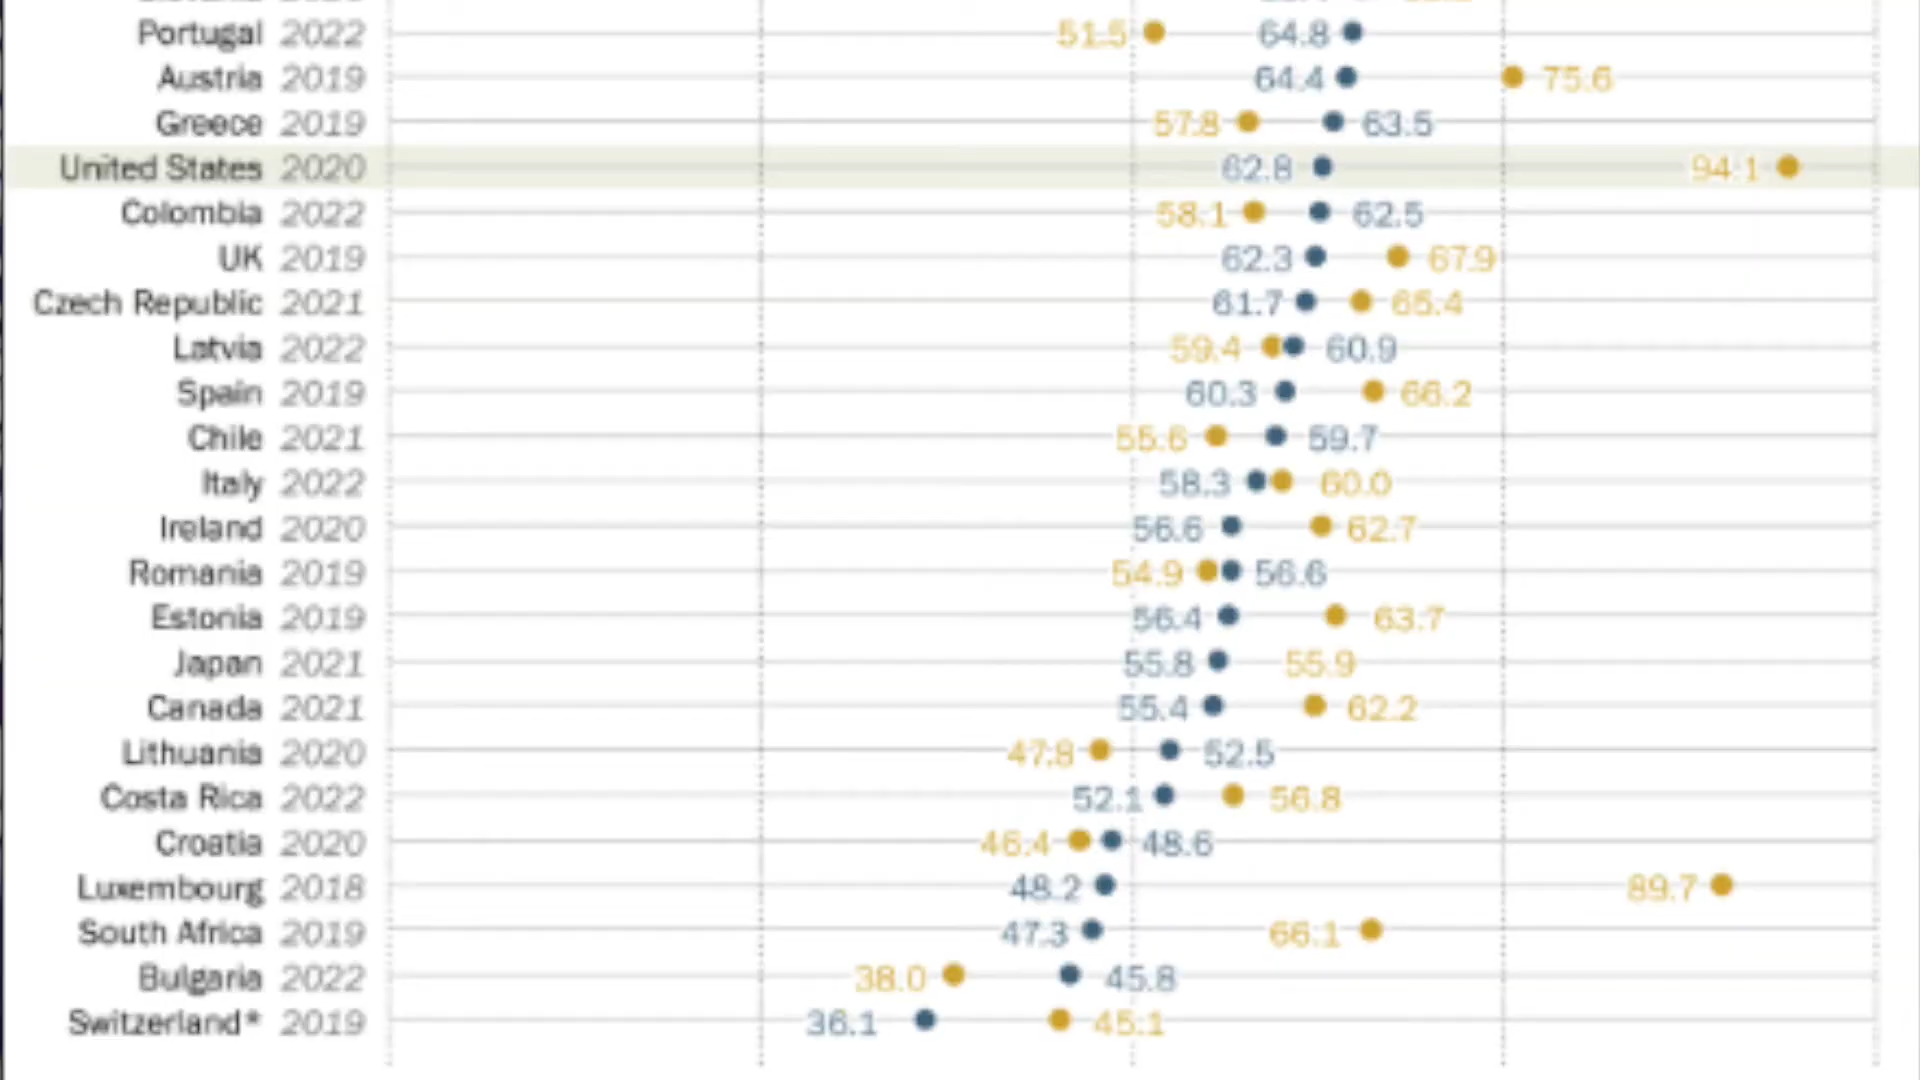 Portugal 2022 51.5 64.8
Austria 2019 64.4 75.6
Greece 2019 57.8 63.5
United States 2020 62.8 94.1
Colombia 2022 58.1 62.5
UK 2019 62.3 67.9
Czech Republic 2021 61.7 65.4
Latvia 2022 59.4 60.9
Spain 2019 60.3 66.2
Chile 2021 55.6 59.7
Italy 2022 58.3 60.0
Ireland 2020 56.6 62.7
Romania 2019 54.9 56.6
Estonia 2019 56.4 63.7
Japan 2021 55.8 55.9
Canada 2021 55.4 62.2
Lithuania 2020 47.8 52.5
Costa Rica 2022 52.1 56.8
Croatia 2020 46.4 48.6
Luxembourg 2018 48.2 89.7
South Africa 2019 47.3 66.1
Bulgaria 2022 38.0 45.8
Switzerland* 2019 36.1 45.1